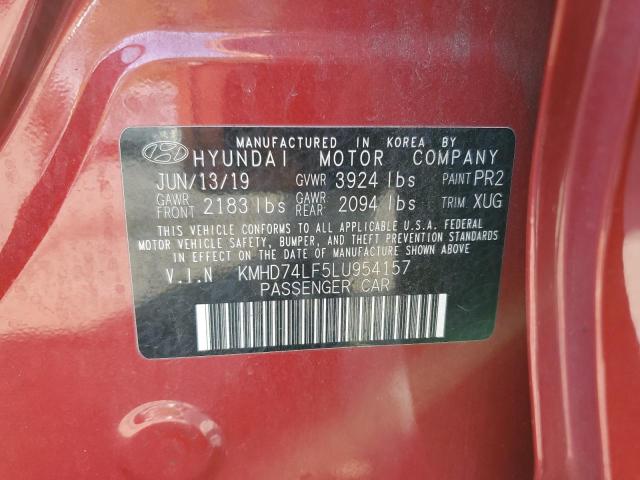 MANUFACTURED IN KOREA BY
HYUNDAI MOTOR COMPANY
JUN/13/19 GVWR 3924 lbs PAINT PR2
GAWR FRONT 2183 lbs GAWR REAR 2094 lbs TRIM XUG
THIS VEHICLE CONFORMS TO ALL APPLICABLE U.S.A. FEDERAL
MOTOR VEHICLE SAFETY, BUMPER, AND THEFT PREVENTION
STANDARDS IN EFFECT ON THE DATE OF MANUFACTURE SHOWN ABOVE.
V.I.N KMHD74LF5LU954157
PASSENGER CAR